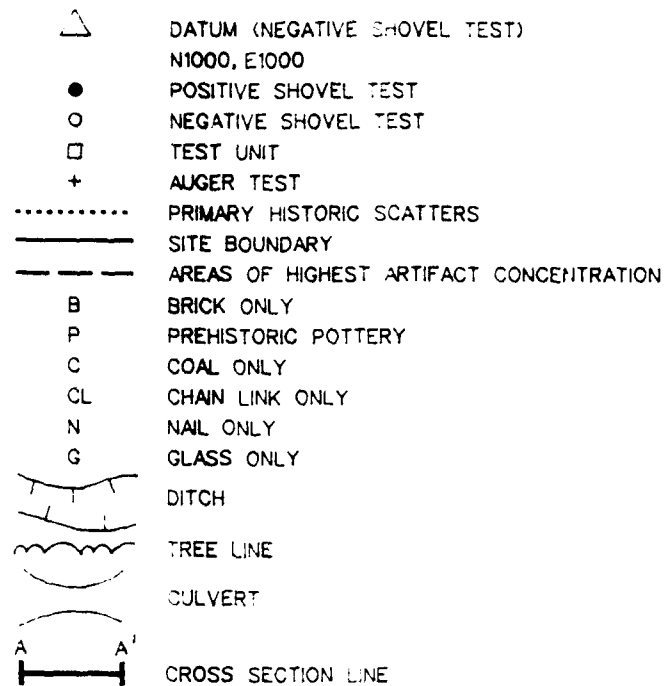 DATUM (NEGATIVE SHOVEL TEST)
N1000, E1000
POSITIVE SHOVEL TEST
NEGATIVE SHOVEL TEST
TEST UNIT
AUGER TEST
PRIMARY HISTORIC SCATTERS
SITE BOUNDARY
AREAS OF HIGHEST ARTIFACT CONCENTRATION
B BRICK ONLY
P PREHISTORIC POTTERY
C COAL ONLY
CL CHAIN LINK ONLY
N NAIL ONLY
G GLASS ONLY
DITCH
TREE LINE
CULVERT
A A'
CROSS SECTION LINE